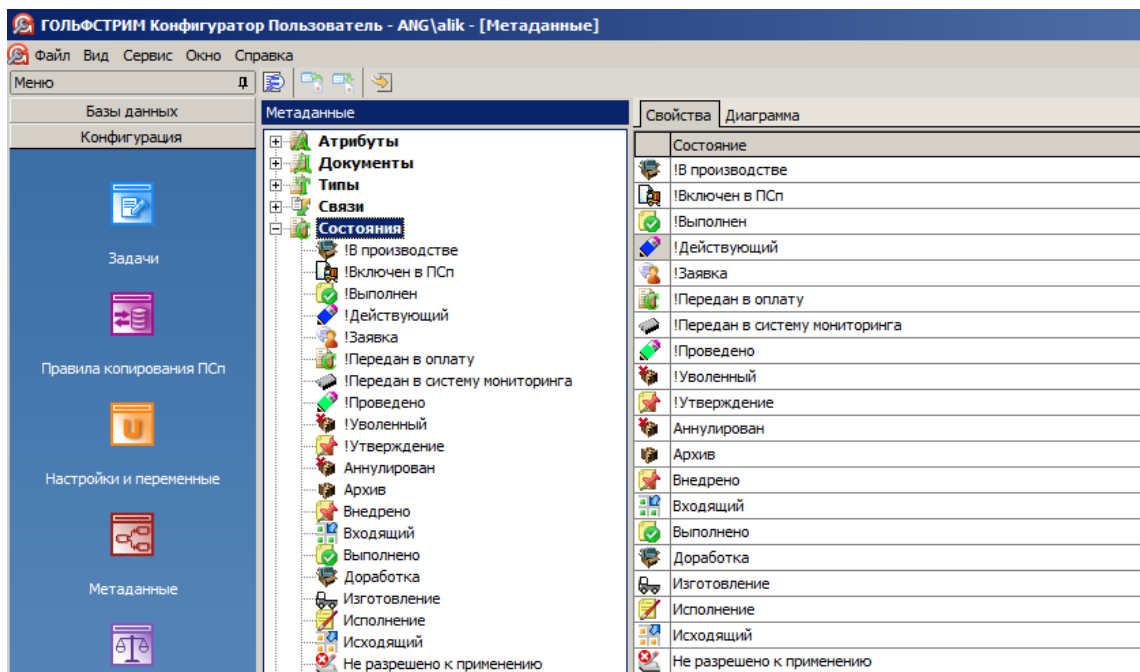 ГОЛЬФСТРИМ Конфигуратор Пользователь - ANG\alik - [Метаданные]
Файл Вид Сервис Окно Справка
Меню
Базы данных
Конфигурация
Задачи
Правила копирования ПСп
Настройки и переменные
Метаданные
Метаданные
Атрибуты
Документы
Типы
Связи
Состояния
!В производстве
!Включен в ПСп
!Выполнен
!Действующий
!Заявка
!Передан в оплату
!Передан в систему мониторинга
!Проведено
!Уволенный
!Утверждение
Аннулирован
Архив
Внедрено
Входящий
Выполнено
Доработка
Изготовление
Исполнение
Исходящий
Не разрешено к применению
Свойства Диаграмма
Состояние
!В производстве
!Включен в ПСп
!Выполнен
!Действующий
!Заявка
!Передан в оплату
!Передан в систему мониторинга
!Проведено
!Уволенный
!Утверждение
Аннулирован
Архив
Внедрено
Входящий
Выполнено
Доработка
Изготовление
Исполнение
Исходящий
Не разрешено к применению